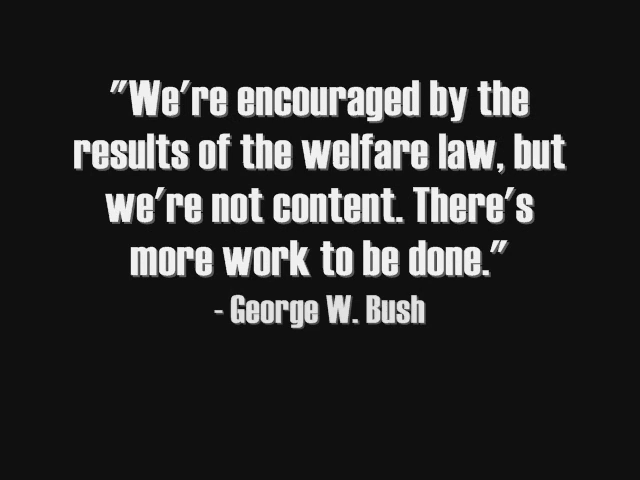 "We're encouraged by the
results of the welfare law, but
we're not content. There's
more work to be done."
- George W. Bush